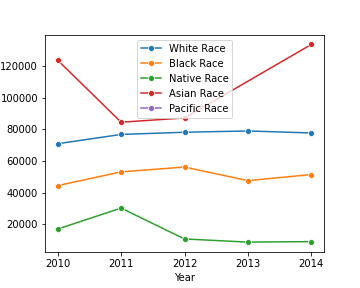 White Race
Black Race
Native Race
Asian Race
Pacific Race
120000
100000
80000
60000
40000
20000
2010 2011 2012 2013 2014
Year